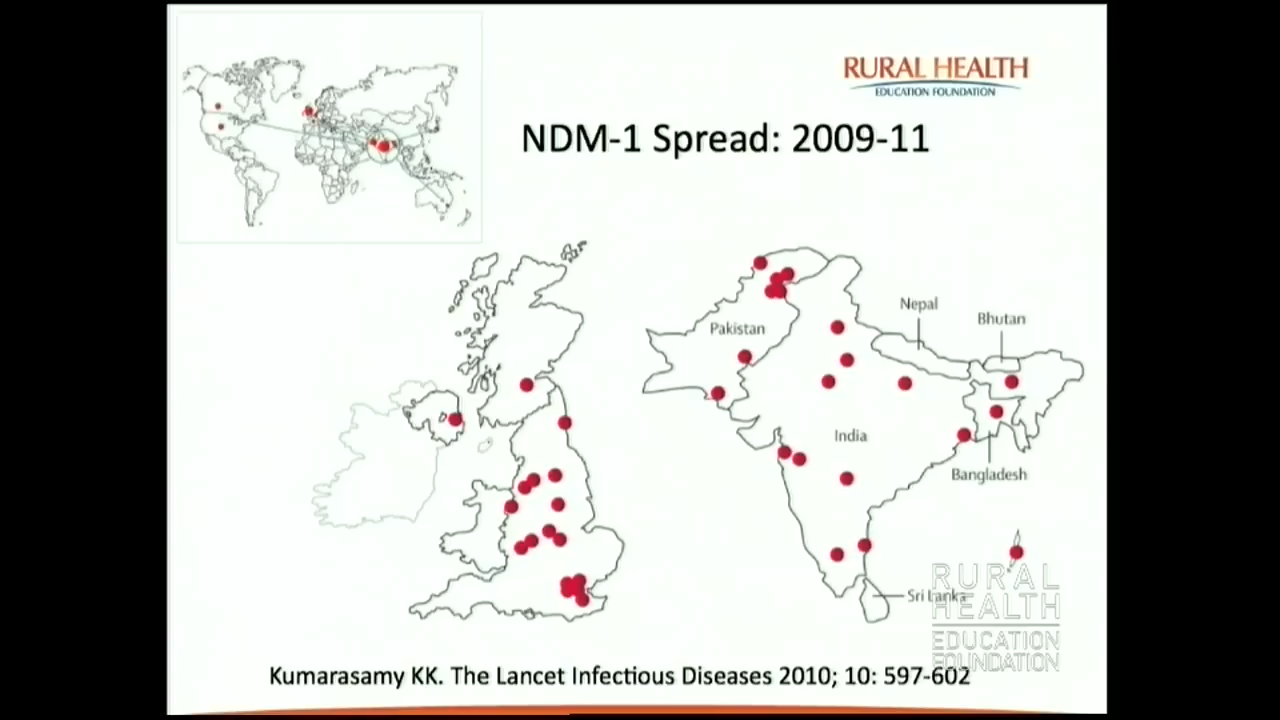 RURAL HEALTH
EDUCATION FOUNDATION
NDM-1 Spread: 2009-11
Nepal
Bhutan
Pakistan
India
Bangladesh
Sri Lanka
RURAL
HEALTH
EDUCATION
FOUNDATION
Kumarasamy KK. The Lancet Infectious Diseases 2010; 10: 597-602